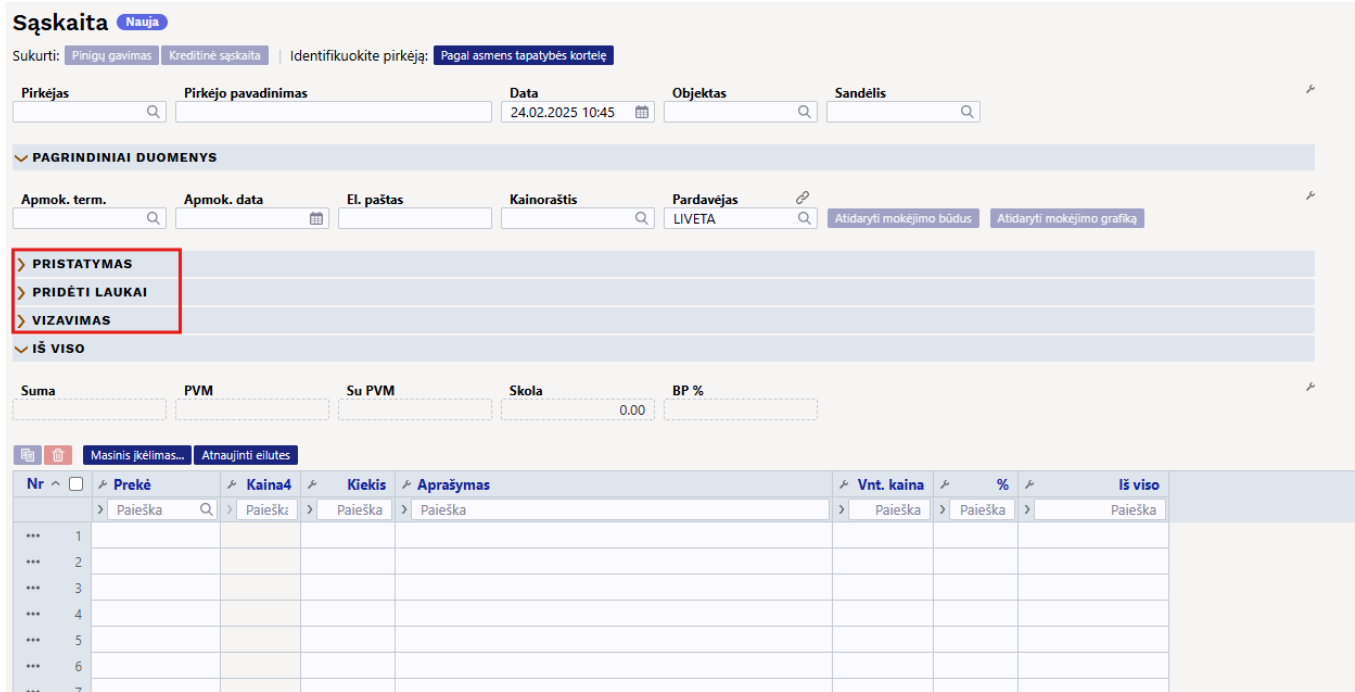 Sąskaita Nauja
Sukurti: Pinigų gavimas Kreditinė sąskaita | Identifikuokite pirkėją: Pagal asmens tapatybės kortelę
Pirkėjas Pirkėjo pavadinimas Data Objektas Sandėlis
24.02.2025 10:45
PAGRINDINIAI DUOMENYS
Apmok. term. Apmok. data El. paštas Kainoraštis Pardavėjas
LIVETA Atidaryti mokėjimo būdus Atidaryti mokėjimo grafiką
PRISTATYMAS
PRIDĖTI LAUKAI
VIZAVIMAS
IŠ VISO
Suma PVM Su PVM Skola BP %
0.00
Masinis įkėlimas... Atnaujinti eilutes
Nr Prekė Kaina4 Kiekis Aprašymas Vnt. kaina % Iš viso
Paieška Paieška Paieška Paieška Paieška Paieška Paieška
1
2
3
4
5
6
7